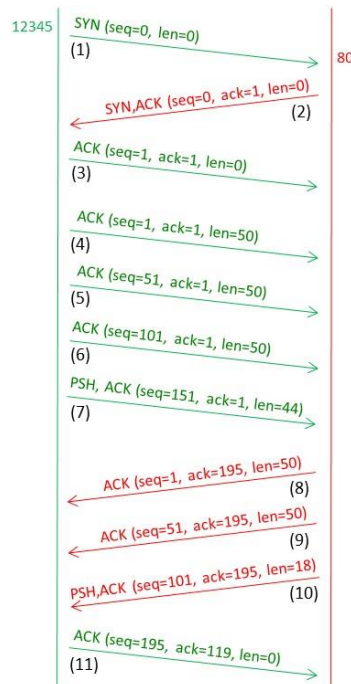 12345
SYN (seq=0, len=0)
(1)
80
SYN,ACK (seq=0, ack=1, len=0)
(2)
ACK (seq=1, ack=1, len=0)
(3)
ACK (seq=1, ack=1, len=50)
(4)
ACK (seq=51, ack=1, len=50)
(5)
ACK (seq=101, ack=1, len=50)
(6)
PSH, ACK (seq=151, ack=1, len=44)
(7)
ACK (seq=1, ack=195, len=50)
(8)
ACK (seq=51, ack=195, len=50)
(9)
PSH,ACK (seq=101, ack=195, len=18)
(10)
ACK (seq=195, ack=119, len=0)
(11)